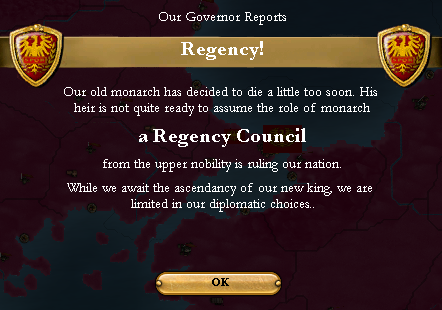 Our Governor Reports
Regency!
Our old monarch has decided to die a little too soon. His
heir is not quite ready to assume the role of monarch
a Regency Council
from the upper nobility is ruling our nation.
While we await the ascendancy of our new king, we are
limited in our diplomatic choices..
OK